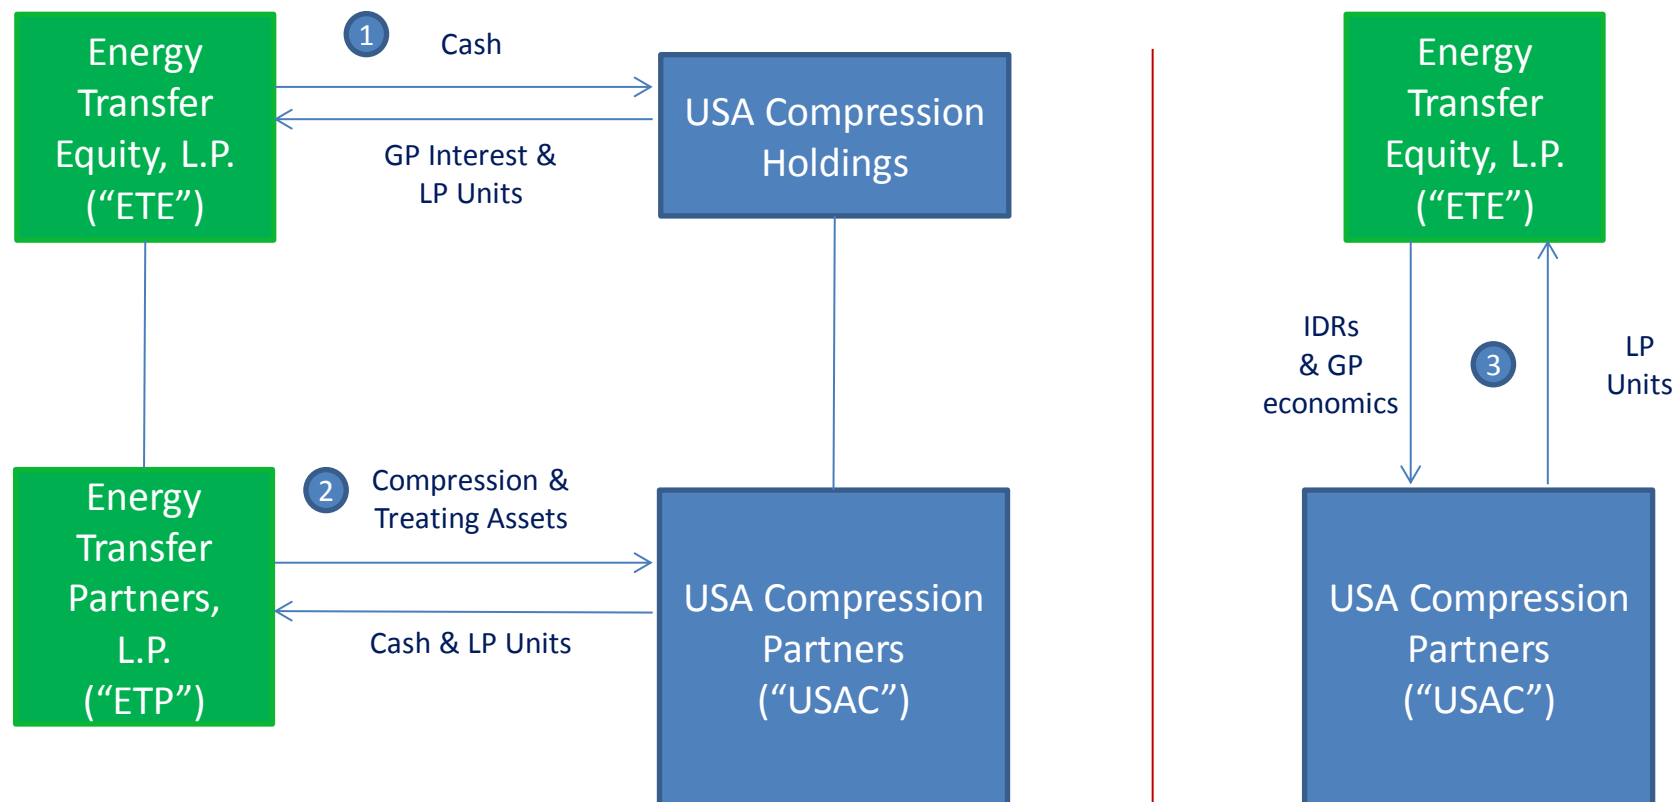 Energy
Transfer
Equity, L.P.
(“ETE”)
1
Cash
GP Interest &
LP Units
USA Compression
Holdings
Energy
Transfer
Partners,
L.P.
(“ETP”)
2
Compression &
Treating Assets
Cash & LP Units
USA Compression
Partners
(“USAC”)
Energy
Transfer
Equity, L.P.
(“ETE”)
IDRs
& GP
economics
3
LP
Units
USA Compression
Partners
(“USAC”)